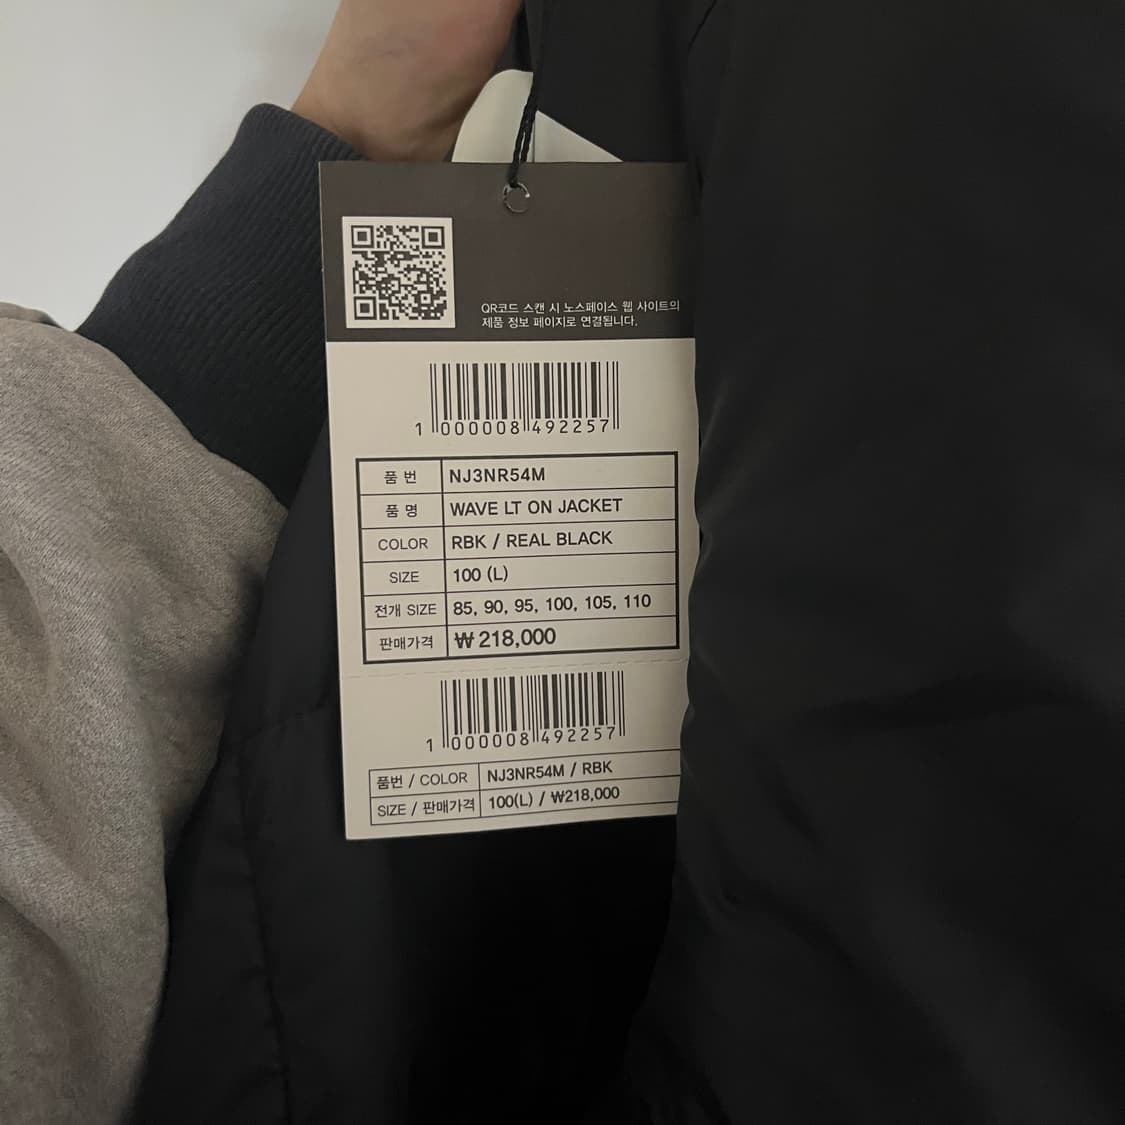 QR코드 스캔 시 노스페이스 웹 사이트의
제품 정보 페이지로 연결됩니다.
1 000008 492257
품 번 NJ3NR54M
품 명 WAVE LT ON JACKET
COLOR RBK / REAL BLACK
SIZE 100 (L)
전개 SIZE 85, 90, 95, 100, 105, 110
판매가격 ₩ 218,000
1 000008 492257
품번 / COLOR NJ3NR54M / RBK
SIZE / 판매가격 100(L) / ₩218,000